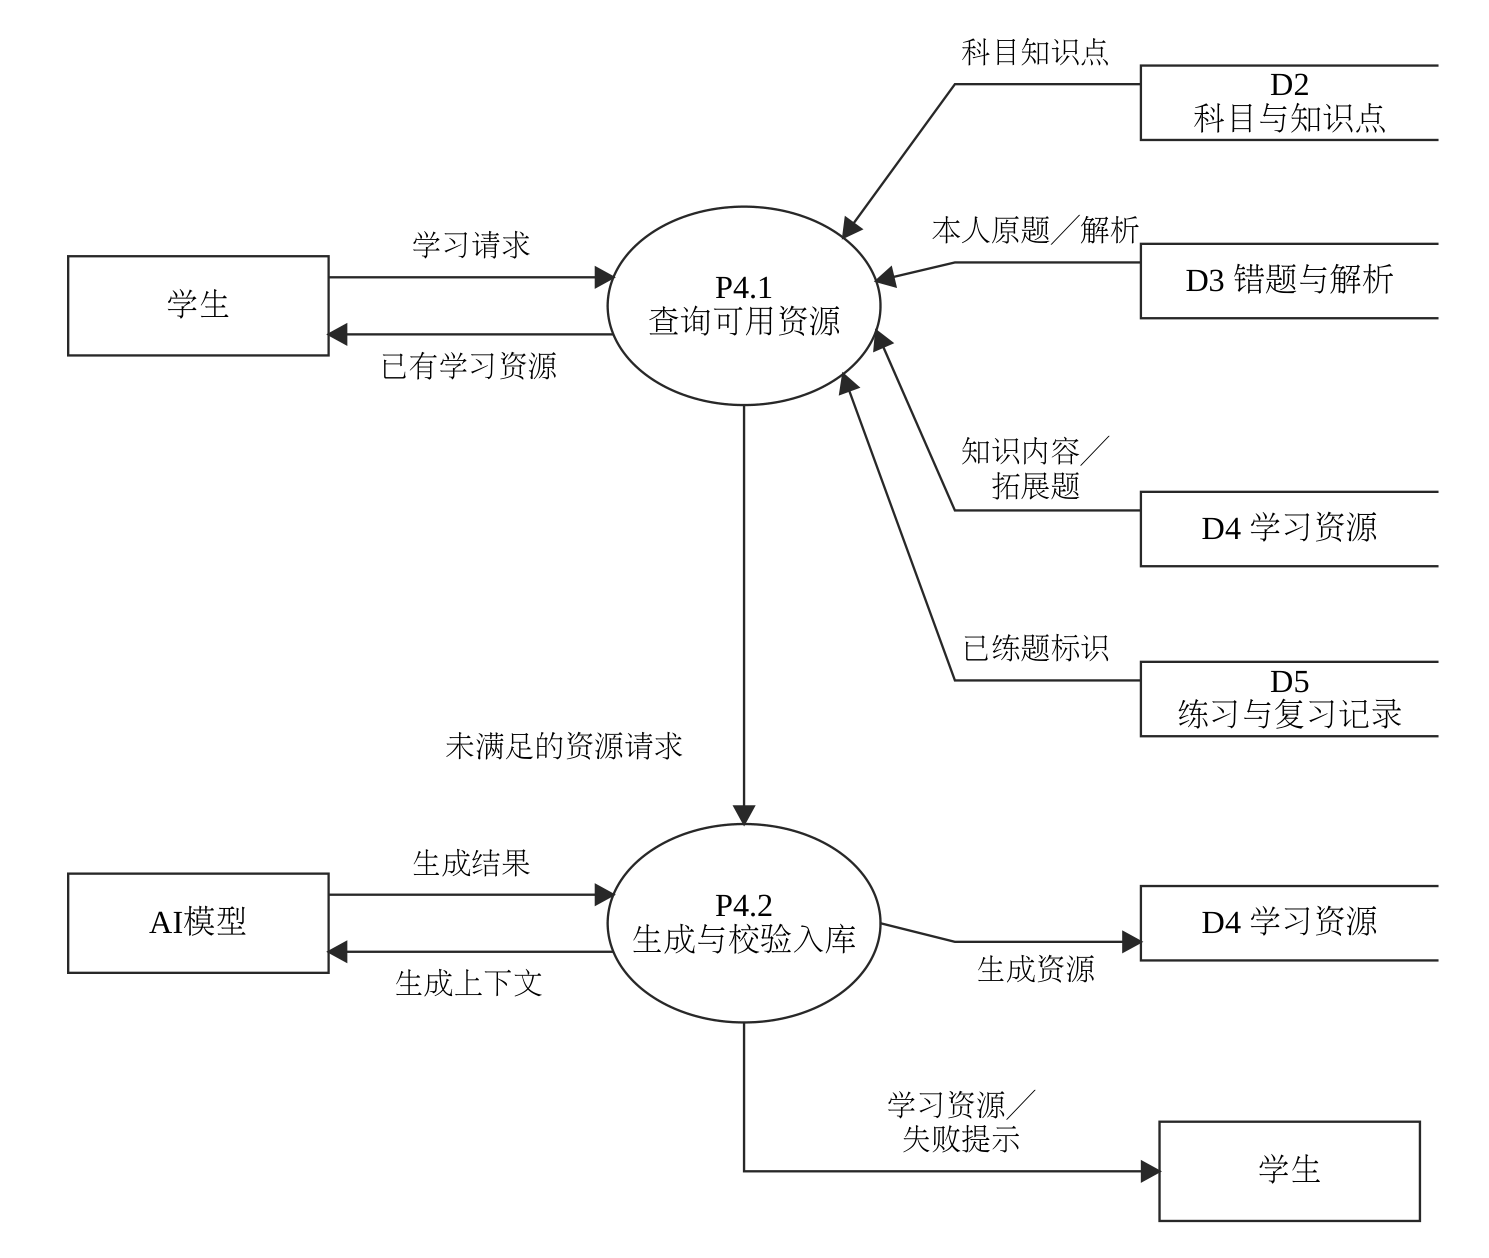 科目知识点
D2
科目与知识点
本人原题／解析
学习请求
D3 错题与解析
P4.1
查询可用资源
学生
已有学习资源
知识内容／
拓展题
D4 学习资源
已练题标识
D5
练习与复习记录
未满足的资源请求
生成结果
P4.2
生成与校验入库
AI模型
D4 学习资源
生成资源
生成上下文
学习资源／
失败提示
学生